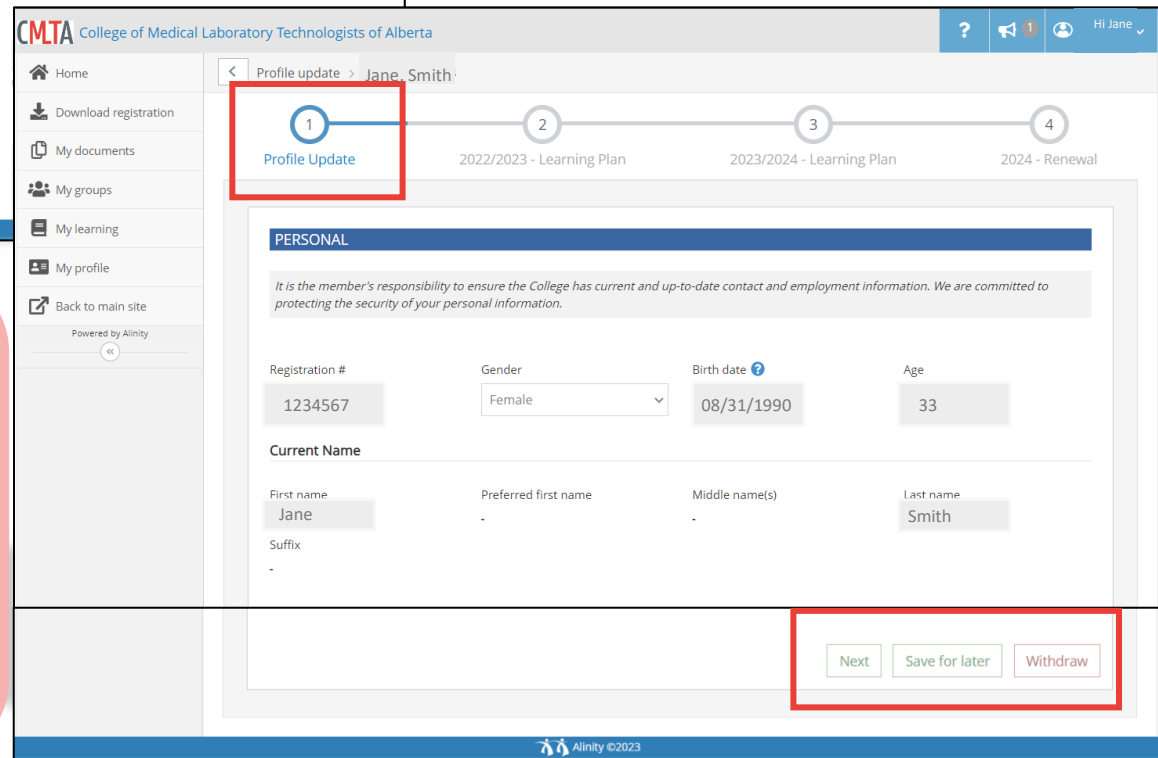 CMLTA College of Medical Laboratory Technologists of Alberta
? 1 Hi Jane
Home
Download registration
My documents
My groups
My learning
My profile
Back to main site
Powered by Alinity
Profile update > Jane, Smith
1 2 3 4
Profile Update 2022/2023 - Learning Plan 2023/2024 - Learning Plan 2024 - Renewal
PERSONAL
It is the member's responsibility to ensure the College has current and up-to-date contact and employment information. We are committed to
protecting the security of your personal information.
Registration # Gender Birth date ? Age
1234567 Female 08/31/1990 33
Current Name
First name Preferred first name Middle name(s) Last name
Jane - - Smith
Suffix
-
Next Save for later Withdraw
Alinity ©2023